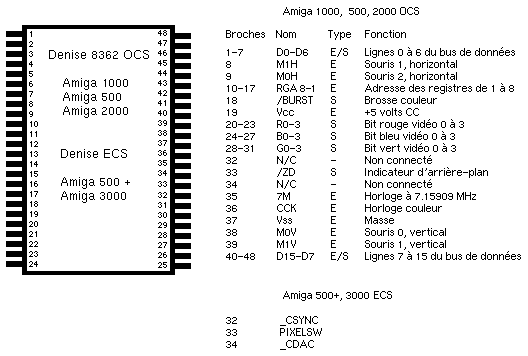 Amiga 1000, 500, 2000 OCS
Broches Nom Type Fonction
1-7 D0-D6 E/S Lignes 0 à 6 du bus de données
8 M1H E Souris 1, horizontal
9 M0H E Souris 2, horizontal
10-17 RGA 8-1 E Adresse des registres de 1 à 8
18 /BURST S Brosse couleur
19 Vcc E +5 volts CC
20-23 R0-3 S Bit rouge vidéo 0 à 3
24-27 B0-3 S Bit bleu vidéo 0 à 3
28-31 G0-3 S Bit vert vidéo 0 à 3
32 N/C - Non connecté
33 /ZD S Indicateur d'arrière-plan
34 N/C - Non connecté
35 7M E Horloge à 7.15909 MHz
36 CCK E Horloge couleur
37 Vss E Masse
38 M0V E Souris 0, vertical
39 M1V E Souris 1, vertical
40-48 D15-D7 E/S Lignes 7 à 15 du bus de données
Amiga 500+, 3000 ECS
32 _CSYNC
33 PIXELSW
34 _CDAC
1 48
2 47
3 Denise 8362 OCS 46
4 45
5 44
6 Amiga 1000 43
7 Amiga 500 42
8 41
9 Amiga 2000 40
10 39
11 38
12 37
13 Denise ECS 36
14 35
15 34
16 Amiga 500 + 33
17 Amiga 3000 32
18 31
19 30
20 29
21 28
22 27
23 26
24 25